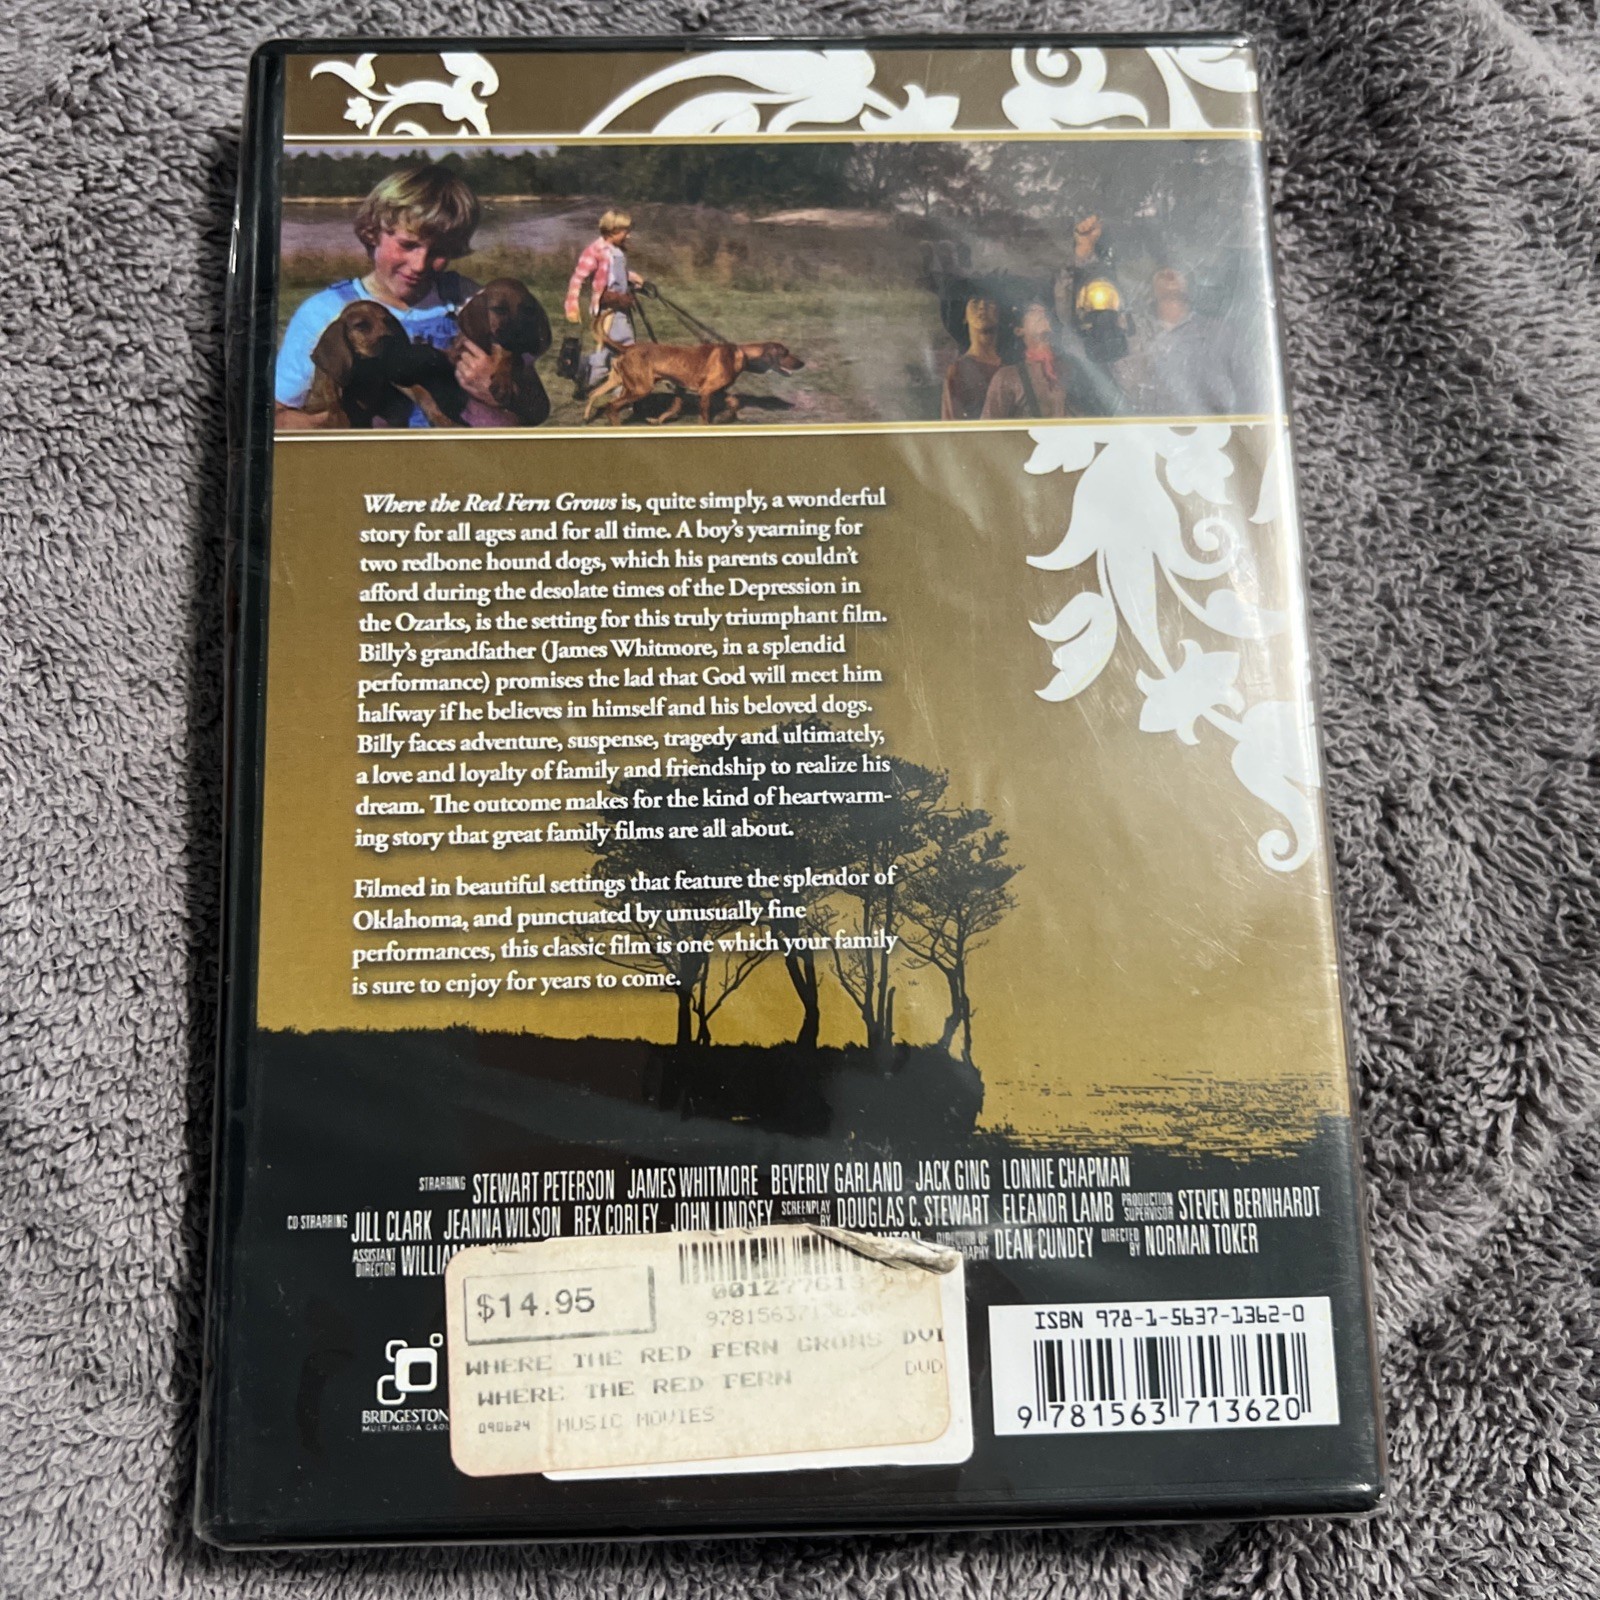 Where the Red Fern Grows is, quite simply, a wonderful
story for all ages and for all time. A boy's yearning for
two redbone hound dogs, which his parents couldn't
afford during the desolate times of the Depression in
the Ozarks, is the setting for this truly triumphant film.
Billy's grandfather (James Whitmore, in a splendid
performance) promises the lad that God will meet him
halfway if he believes in himself and his beloved dogs.
Billy faces adventure, suspense, tragedy and ultimately,
a love and loyalty of family and friendship to realize his
dream. The outcome makes for the kind of heartwarm-
ing story that great family films are all about.
Filmed in beautiful settings that feature the splendor of
Oklahoma, and punctuated by unusually fine
performances, this classic film is one which your family
is sure to enjoy for years to come.
STRARRING STEWART PETERSON JAMES WHITMORE BEVERLY GARLAND JACK GING LONNIE CHAPMAN
CO STRARRING JILL CLARK JEANNA WILSON REX CORLEY JOHN LINDSEY SCREENPLAY BY DOUGLAS C. STEWART ELEANOR LAMB PRODUCTION SUPERVISOR STEVEN BERNHARDT
ASSISTANT DIRECTOR DEAN CUNDEY DIRECTED BY NORMAN TOKER
$14.95
WHERE THE RED FERN GROWS DVD
WHERE THE RED FERN DVD
090624 MUSIC MOVIES
BRIDGESTON
MULTIMEDIA
ISBN 978-1-5637-1362-0
9 781563 713620